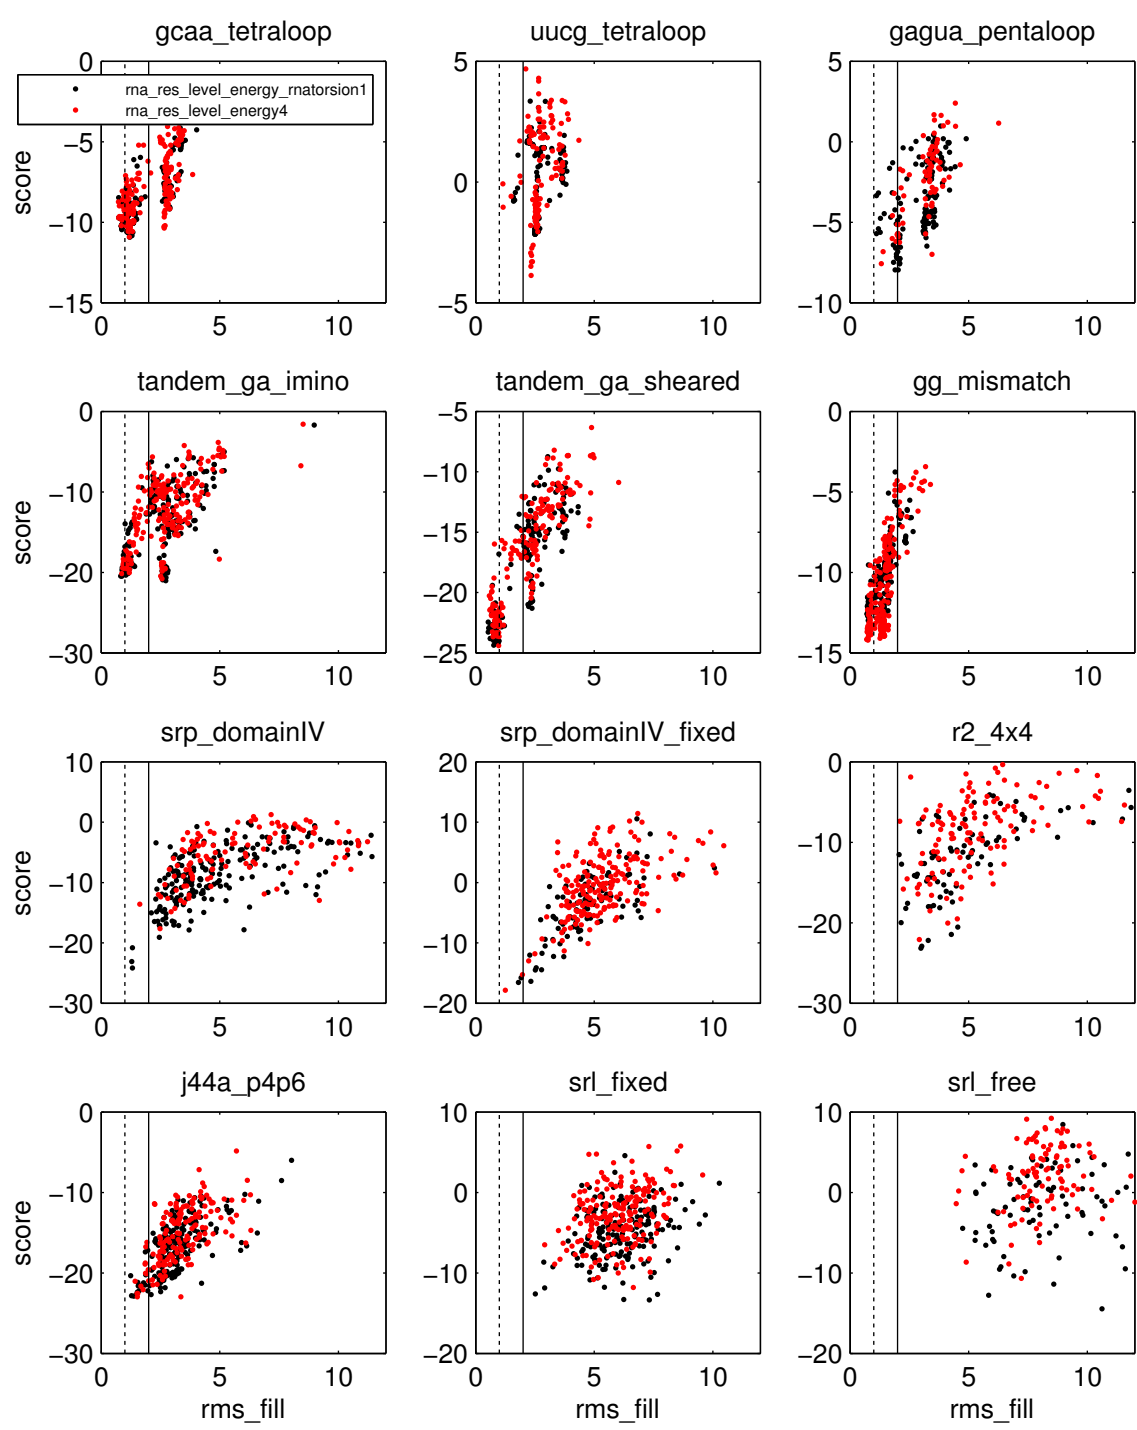 gcaa_tetraloop uucg_tetraloop gagua_pentaloop
0 5 5
rna_res_level_energy_rnatorsion1
rna_res_level_energy4
−5 0 0
score
−10 −5
−15 −5 −10
0 5 10 0 5 10 0 5 10
tandem_ga_imino tandem_ga_sheared gg_mismatch
0 −5 0
−10 −10 −5
score
−15
−20 −20 −10
−30 −25 −15
0 5 10 0 5 10 0 5 10
srp_domainIV srp_domainIV_fixed r2_4x4
10 20 0
0 10 −10
score
−10 0
−20 −10 −20
−30 −20 −30
0 5 10 0 5 10 0 5 10
j44a_p4p6 srl_fixed srl_free
0 10 10
−10 0 0
score
−20 −10 −10
−30 −20 −20
0 5 10 0 5 10 0 5 10
rms_fill rms_fill rms_fill